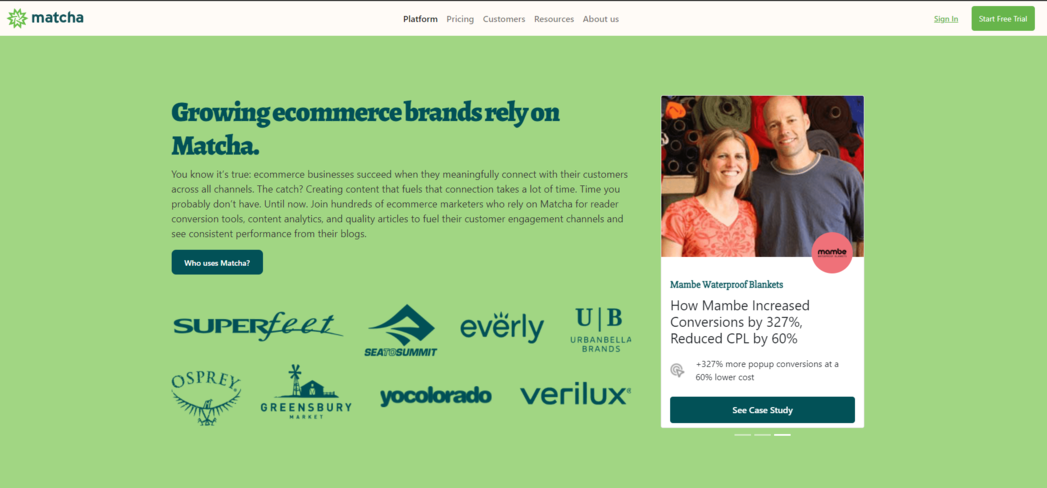 matcha
Platform Pricing Customers Resources About us
Sign In
Start Free Trial
Growing ecommerce brands rely on
Matcha.
You know it's true: ecommerce businesses succeed when they meaningfully connect with their customers
across all channels. The catch? Creating content that fuels that connection takes a lot of time. Time you
probably don't have. Until now. Join hundreds of ecommerce marketers who rely on Matcha for reader
conversion tools, content analytics, and quality articles to fuel their customer engagement channels and
see consistent performance from their blogs.
Who uses Matcha?
SUPERfeet
SEA TO SUMMIT
everly
U|B
URBANBELLA
BRANDS
OSPREY
GREENSBURY
MARKET
yocolorado
verilux®
mambe
Mambe Waterproof Blankets
How Mambe Increased
Conversions by 327%,
Reduced CPL by 60%
+327% more popup conversions at a
60% lower cost
See Case Study